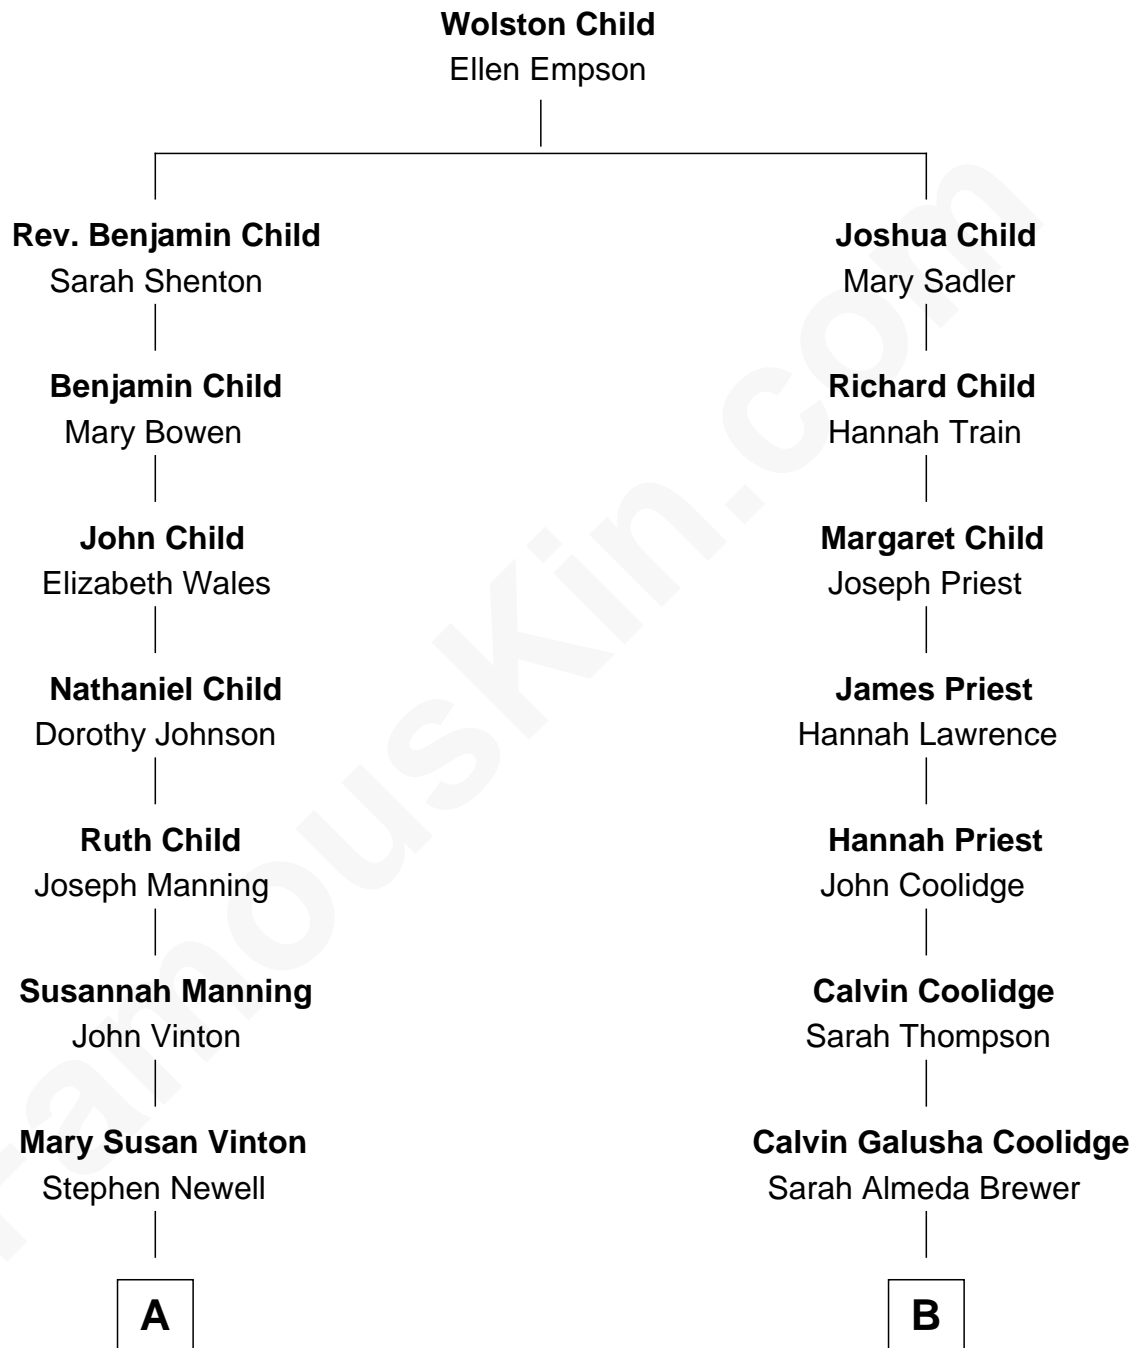 Wolston Child
Ellen Empson
Rev. Benjamin Child
Sarah Shenton
Joshua Child
Mary Sadler
Benjamin Child
Mary Bowen
Richard Child
Hannah Train
John Child
Elizabeth Wales
Margaret Child
Joseph Priest
Nathaniel Child
Dorothy Johnson
James Priest
Hannah Lawrence
Ruth Child
Joseph Manning
Hannah Priest
John Coolidge
Susannah Manning
John Vinton
Calvin Coolidge
Sarah Thompson
Mary Susan Vinton
Stephen Newell
Calvin Galusha Coolidge
Sarah Almeda Brewer
A
B
FamousKin.com